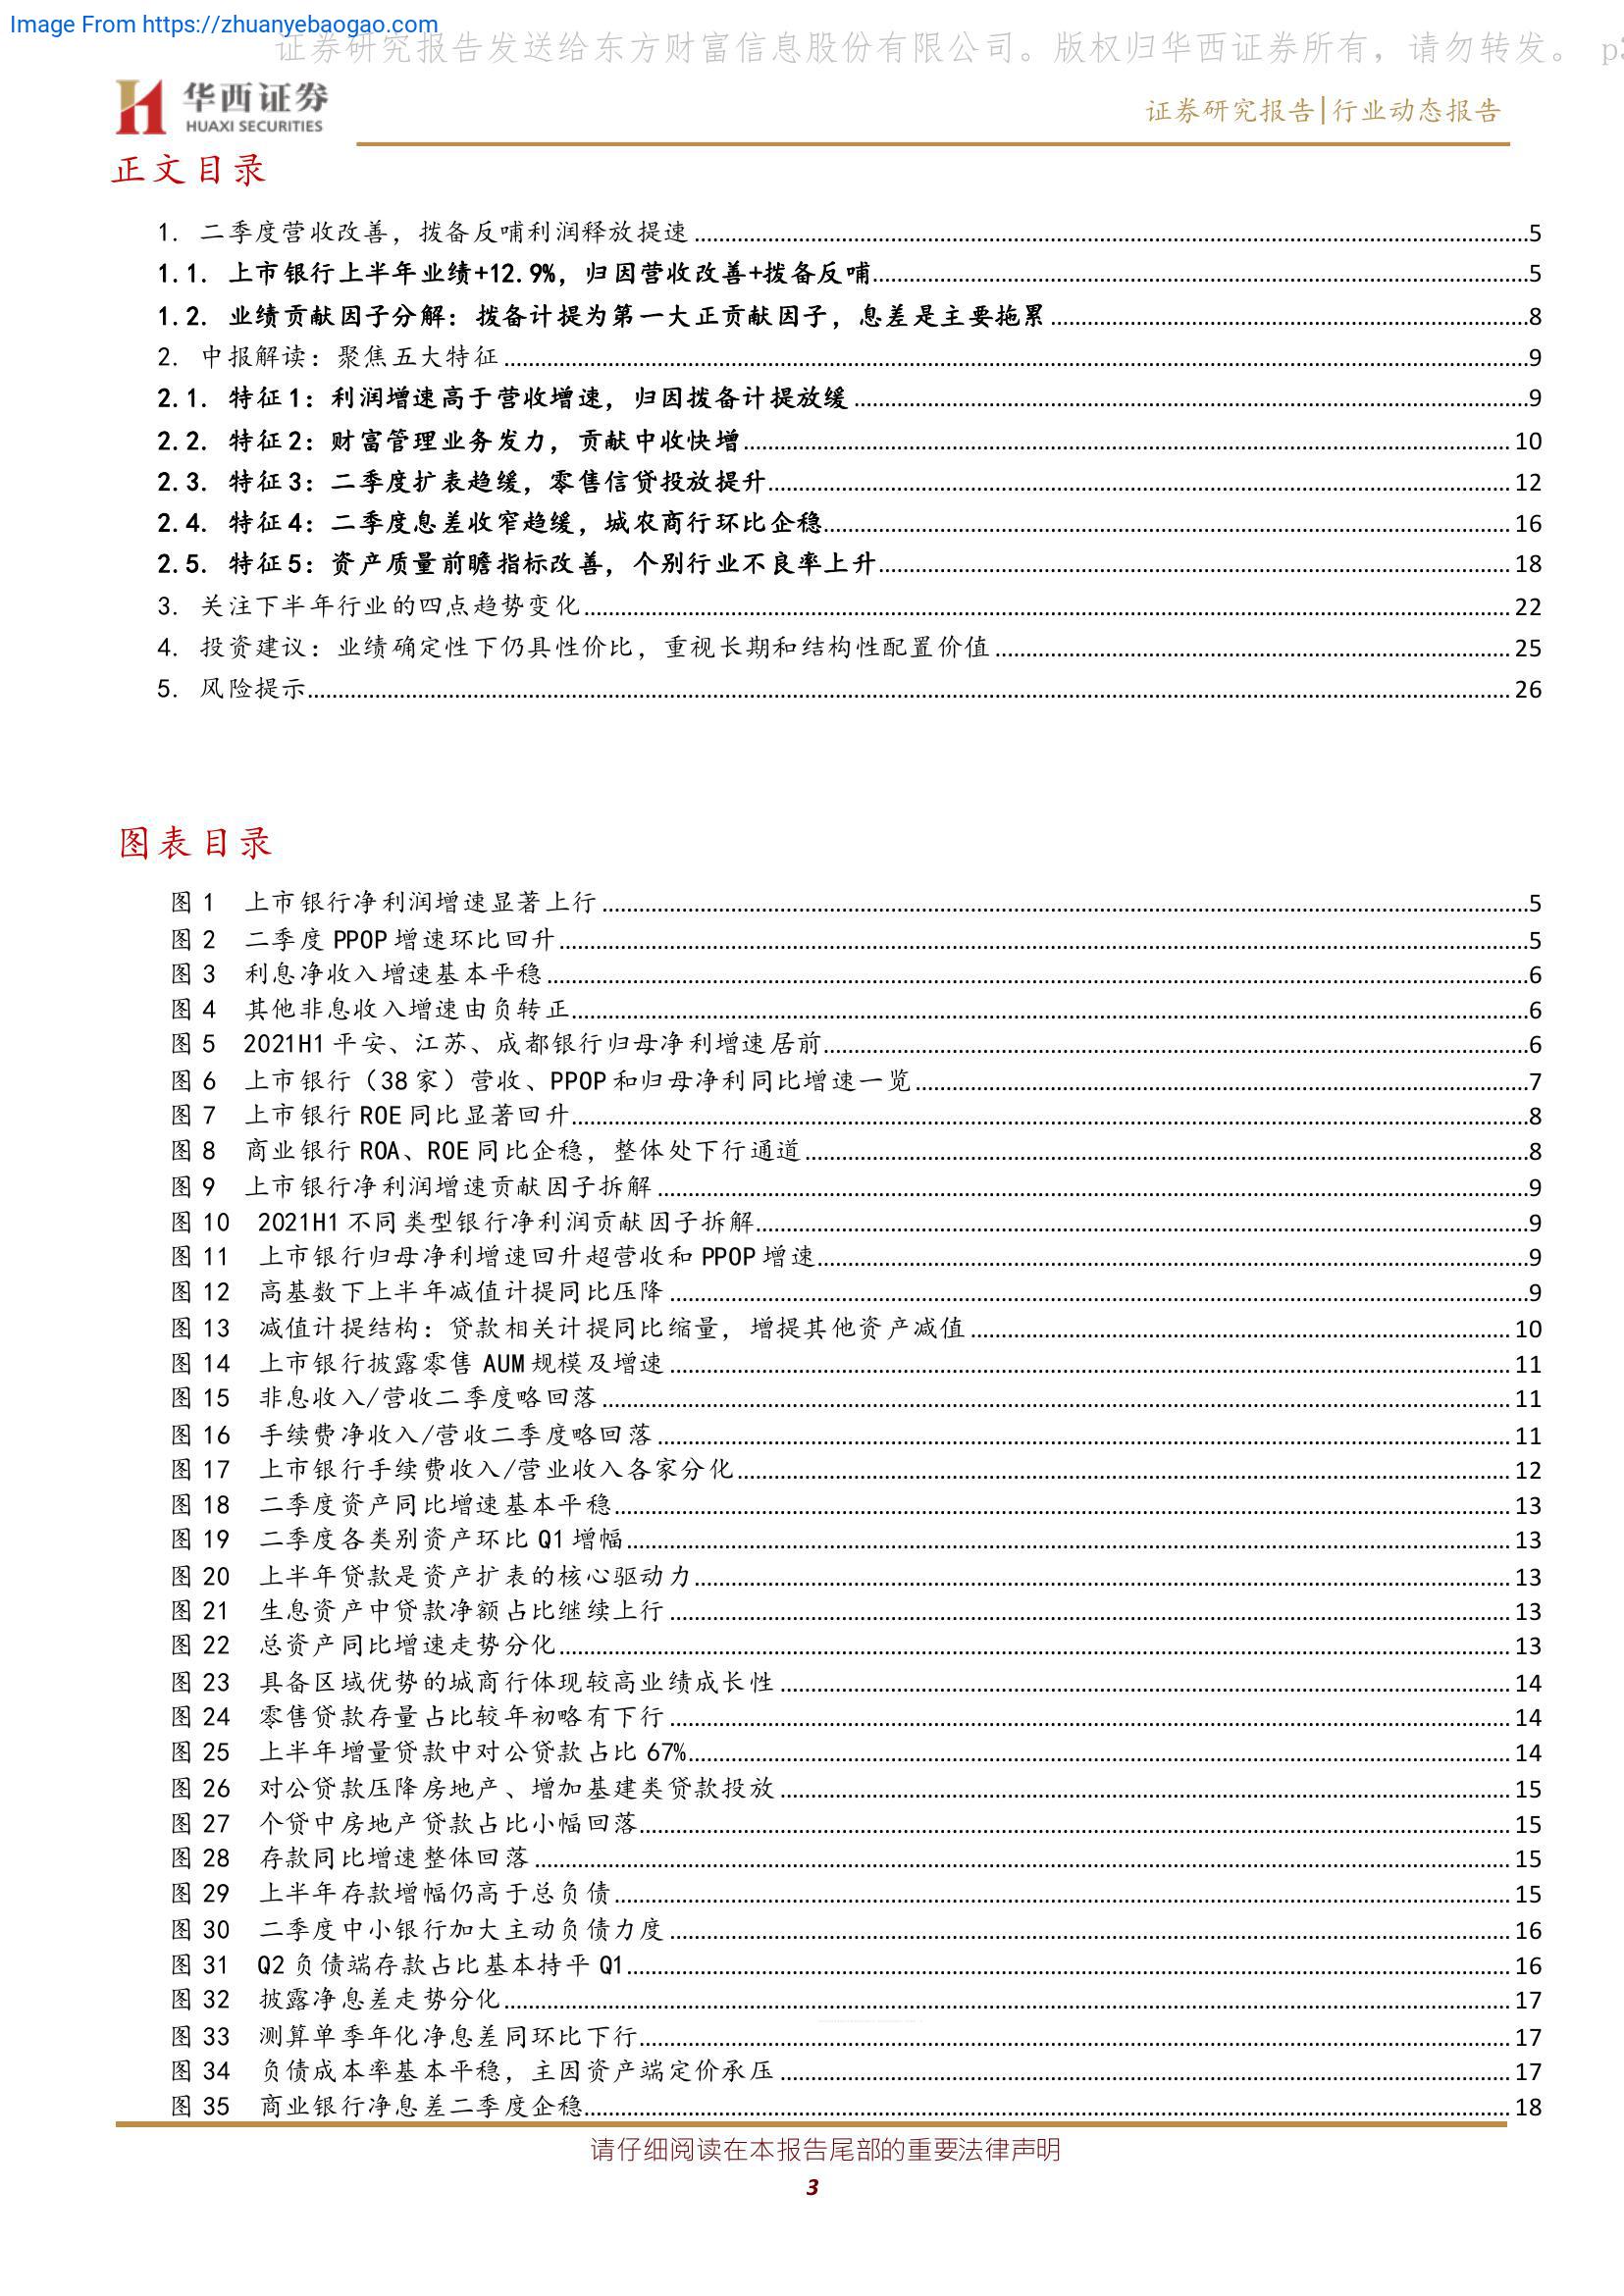 Image From https://zhuanyebaogao.com
证券研究报告发送给东方财富信息股份有限公司。版权归华西证券所有，请勿转发。 p3
华西证券
HUAXI SECURITIES
证券研究报告|行业动态报告
正文目录
1. 二季度营收改善，拨备反哺利润释放提速 5
1.1. 上市银行上半年业绩+12.9%，归因营收改善+拨备反哺 5
1.2. 业绩贡献因子分解：拨备计提为第一大正贡献因子，息差是主要拖累 8
2. 中报解读：聚焦五大特征 9
2.1. 特征1：利润增速高于营收增速，归因拨备计提放缓 9
2.2. 特征2：财富管理业务发力，贡献中收快增 10
2.3. 特征3：二季度扩表趋缓，零售信贷投放提升 12
2.4. 特征4：二季度息差收窄趋缓，城农商行环比企稳 16
2.5. 特征5：资产质量前瞻指标改善，个别行业不良率上升 18
3. 关注下半年行业的四点趋势变化 22
4. 投资建议：业绩确定性下仍具性价比，重视长期和结构性配置价值 25
5. 风险提示 26
图表目录
图 1 上市银行净利润增速显著上行 5
图 2 二季度 PPOP 增速环比回升 5
图 3 利息净收入增速基本平稳 6
图 4 其他非息收入增速由负转正 6
图 5 2021H1 平安、江苏、成都银行归母净利增速居前 6
图 6 上市银行（38 家）营收、PPOP 和归母净利同比增速一览 7
图 7 上市银行 ROE 同比显著回升 8
图 8 商业银行 ROA、ROE 同比企稳，整体处下行通道 8
图 9 上市银行净利润增速贡献因子拆解 9
图 10 2021H1 不同类型银行净利润贡献因子拆解 9
图 11 上市银行归母净利增速回升超营收和 PPOP 增速 9
图 12 高基数下上半年减值计提同比压降 9
图 13 减值计提结构：贷款相关计提同比缩量，增提其他资产减值 10
图 14 上市银行披露零售 AUM 规模及增速 11
图 15 非息收入/营收二季度略回落 11
图 16 手续费净收入/营收二季度略回落 11
图 17 上市银行手续费收入/营业收入各家分化 12
图 18 二季度资产同比增速基本平稳 13
图 19 二季度各类别资产环比 Q1 增幅 13
图 20 上半年贷款是资产扩表的核心驱动力 13
图 21 生息资产中贷款净额占比继续上行 13
图 22 总资产同比增速走势分化 13
图 23 具备区域优势的城商行体现较高业绩成长性 14
图 24 零售贷款存量占比较年初略有下行 14
图 25 上半年增量贷款中对公贷款占比 67% 14
图 26 对公贷款压降房地产、增加基建类贷款投放 15
图 27 个贷中房地产贷款占比小幅回落 15
图 28 存款同比增速整体回落 15
图 29 上半年存款增幅仍高于总负债 15
图 30 二季度中小银行加大主动负债力度 16
图 31 Q2 负债端存款占比基本持平 Q1 16
图 32 披露净息差走势分化 17
图 33 测算单季年化净息差同环比下行 17
图 34 负债成本率基本平稳，主因资产端定价承压 17
图 35 商业银行净息差二季度企稳 18
请仔细阅读在本报告尾部的重要法律声明
3